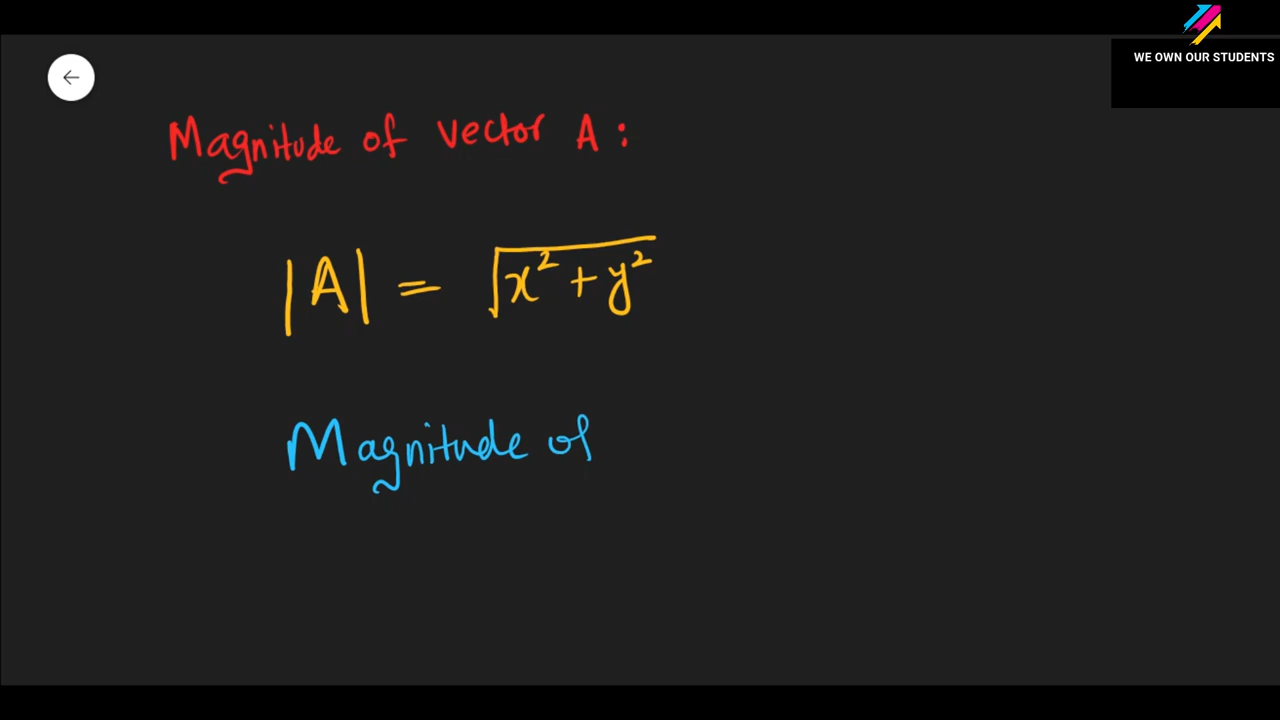 WE OWN OUR STUDENTS
Magnitude of vector A:
|A| = √x² + y²
Magnitude of